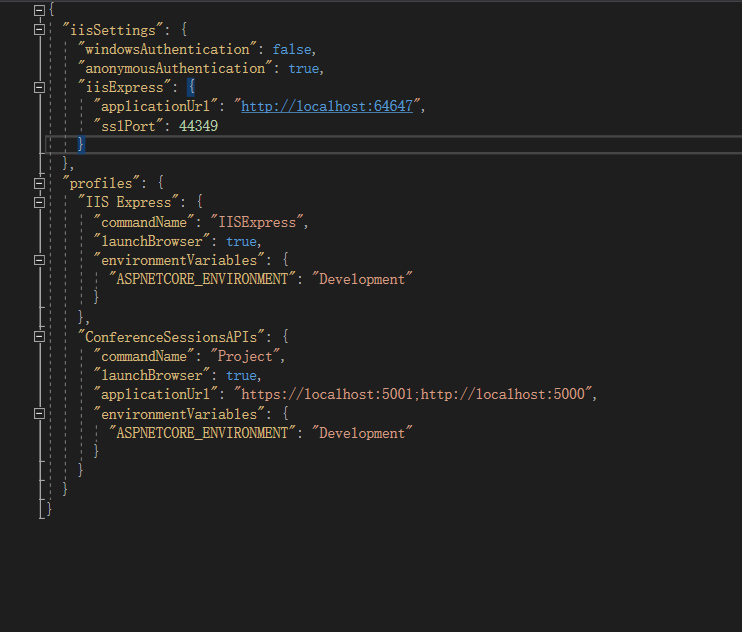 {
"iisSettings": {
"windowsAuthentication": false,
"anonymousAuthentication": true,
"iisExpress": {
"applicationUrl": "http://localhost:64647",
"sslPort": 44349
}
},
"profiles": {
"IIS Express": {
"commandName": "IISExpress",
"launchBrowser": true,
"environmentVariables": {
"ASPNETCORE_ENVIRONMENT": "Development"
}
},
"ConferenceSessionsAPIs": {
"commandName": "Project",
"launchBrowser": true,
"applicationUrl": "https://localhost:5001;http://localhost:5000",
"environmentVariables": {
"ASPNETCORE_ENVIRONMENT": "Development"
}
}
}
}